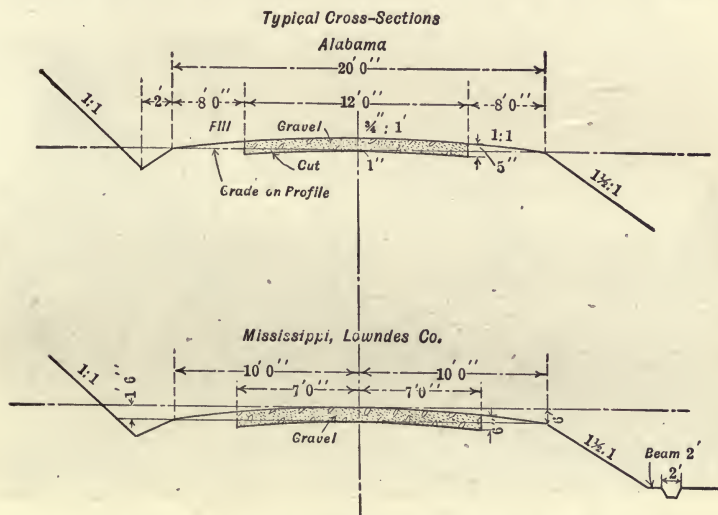 Typical Cross-Sections
Alabama
20'0''
2' 8'0'' 12'0'' 8'0''
1:1
Fill Gravel ¾'' : 1' 1:1
Cut 1'' 5''
Grade on Profile
1½:1
Mississippi, Lowndes Co.
10'0'' 10'0''
1:1 1'6'' 7'0'' 7'0''
Gravel 6'' 6
1½:1
Beam 2'
2'